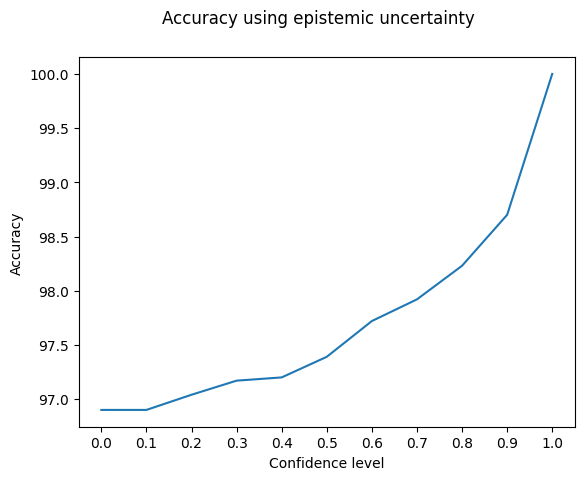 Accuracy using epistemic uncertainty
100.0
99.5
99.0
98.5
98.0
97.5
97.0
Accuracy
0.0 0.1 0.2 0.3 0.4 0.5 0.6 0.7 0.8 0.9 1.0
Confidence level